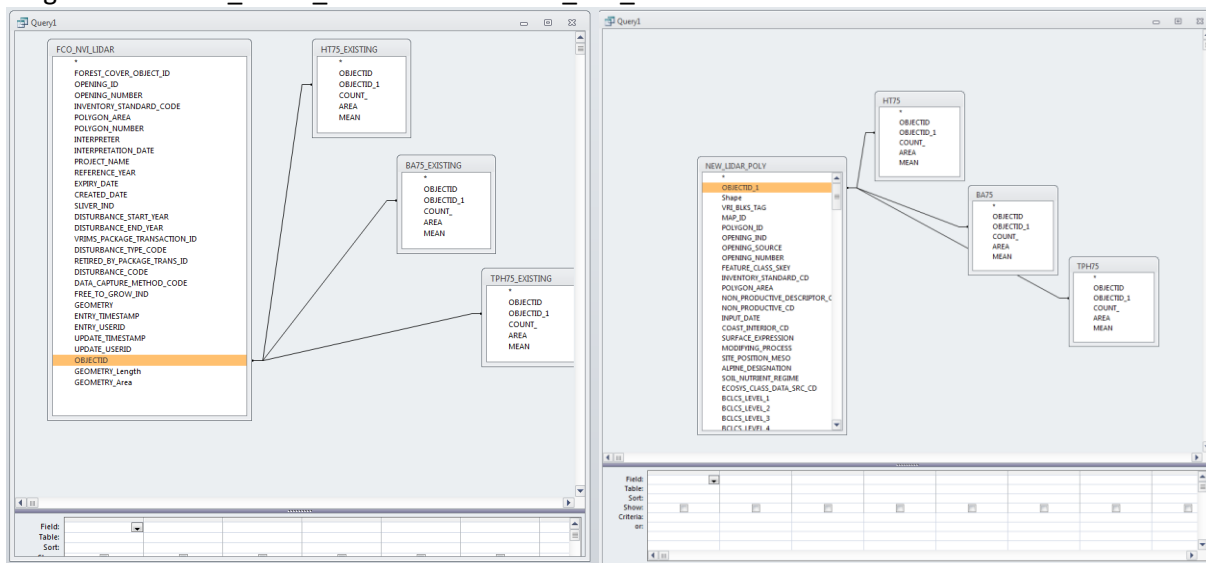 Query1
FCO_NVI_LIDAR
*
FOREST_COVER_OBJECT_ID
OPENING_ID
OPENING_NUMBER
INVENTORY_STANDARD_CODE
POLYGON_AREA
POLYGON_NUMBER
INTERPRETER
INTERPRETATION_DATE
PROJECT_NAME
REFERENCE_YEAR
EXPIRY_DATE
CREATED_DATE
SLIVER_IND
DISTURBANCE_START_YEAR
DISTURBANCE_END_YEAR
VRIMS_PACKAGE_TRANSACTION_ID
DISTURBANCE_TYPE_CODE
RETIRED_BY_PACKAGE_TRANS_ID
DISTURBANCE_CODE
DATA_CAPTURE_METHOD_CODE
FREE_TO_GROW_IND
GEOMETRY
ENTRY_TIMESTAMP
ENTRY_USERID
UPDATE_TIMESTAMP
UPDATE_USERID
OBJECTID
GEOMETRY_Length
GEOMETRY_Area
HT75_EXISTING
*
OBJECTID
OBJECTID_1
COUNT_
AREA
MEAN
BA75_EXISTING
*
OBJECTID
OBJECTID_1
COUNT_
AREA
MEAN
TPH75_EXISTING
*
OBJECTID
OBJECTID_1
COUNT_
AREA
MEAN
Field:
Table:
Sort:
Query1
NEW_LIDAR_POLY
*
OBJECTID_1
Shape
VRI_BLKS_TAG
MAP_ID
POLYGON_ID
OPENING_IND
OPENING_SOURCE
OPENING_NUMBER
FEATURE_CLASS_SKEY
INVENTORY_STANDARD_CD
POLYGON_AREA
NON_PRODUCTIVE_DESCRIPTOR_C
NON_PRODUCTIVE_CD
INPUT_DATE
COAST_INTERIOR_CD
SURFACE_EXPRESSION
MODIFYING_PROCESS
SITE_POSITION_MESO
ALPINE_DESIGNATION
SOIL_NUTRIENT_REGIME
ECOSYS_CLASS_DATA_SRC_CD
BCLCS_LEVEL_1
BCLCS_LEVEL_2
BCLCS_LEVEL_3
BCLCS_LEVEL_4
HT75
*
OBJECTID
OBJECTID_1
COUNT_
AREA
MEAN
BA75
*
OBJECTID
OBJECTID_1
COUNT_
AREA
MEAN
TPH75
*
OBJECTID
OBJECTID_1
COUNT_
AREA
MEAN
Field:
Table:
Sort:
Show:
Criteria:
or: